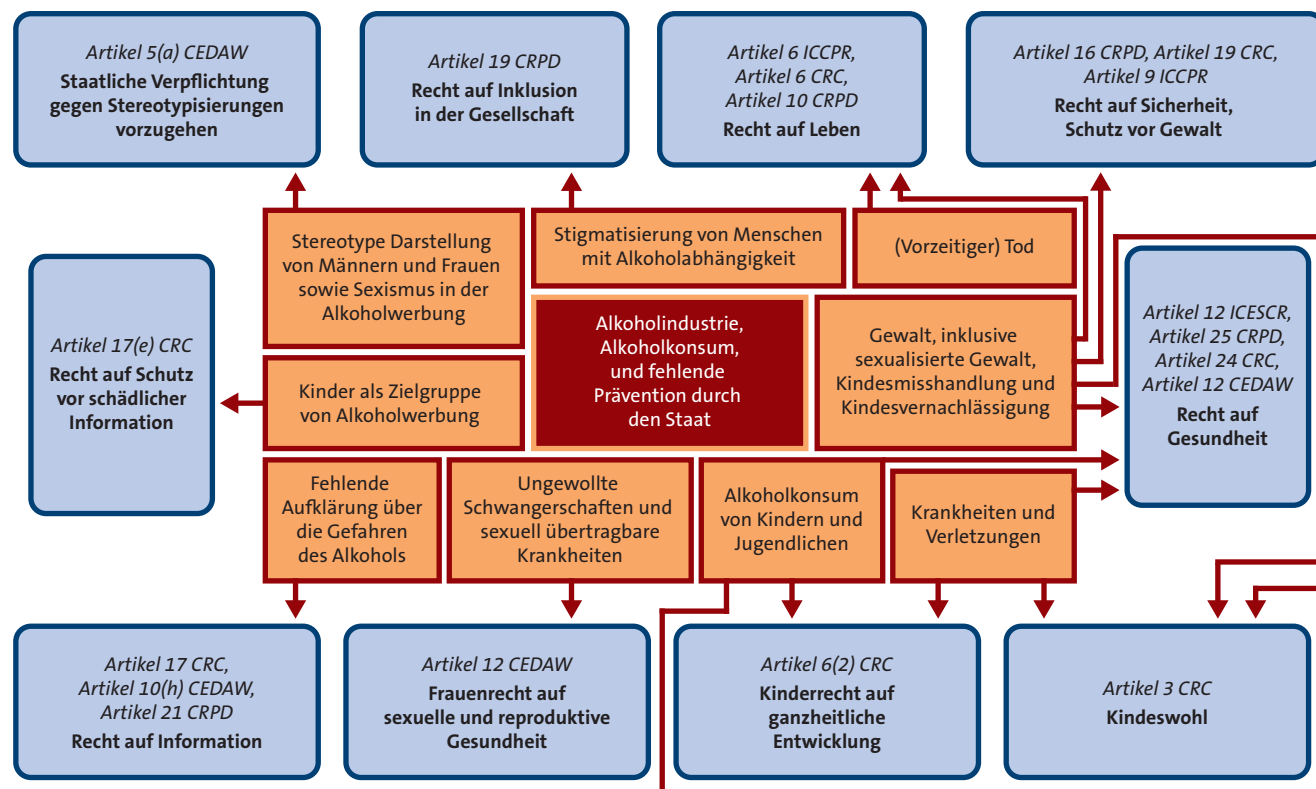 Artikel 5(a) CEDAW
Staatliche Verpflichtung
gegen Stereotypisierungen
vorzugehen
Artikel 19 CRPD
Recht auf Inklusion
in der Gesellschaft
Artikel 6 ICCPR,
Artikel 6 CRC,
Artikel 10 CRPD
Recht auf Leben
Artikel 16 CRPD, Artikel 19 CRC,
Artikel 9 ICCPR
Recht auf Sicherheit,
Schutz vor Gewalt
Stereotype Darstellung
von Männern und Frauen
sowie Sexismus in der
Alkoholwerbung
Stigmatisierung von Menschen
mit Alkoholabhängigkeit
(Vorzeitiger) Tod
Artikel 17(e) CRC
Recht auf Schutz
vor schädlicher
Information
Kinder als Zielgruppe
von Alkoholwerbung
Alkoholindustrie,
Alkoholkonsum,
und fehlende
Prävention durch
den Staat
Gewalt, inklusive
sexualisierte Gewalt,
Kindesmisshandlung und
Kindesvernachlässigung
Artikel 12 ICESCR,
Artikel 25 CRPD,
Artikel 24 CRC,
Artikel 12 CEDAW
Recht auf
Gesundheit
Fehlende
Aufklärung über
die Gefahren
des Alkohols
Ungewollte
Schwangerschaften und
sexuell übertragbare
Krankheiten
Alkoholkonsum
von Kindern und
Jugendlichen
Krankheiten und
Verletzungen
Artikel 17 CRC,
Artikel 10(h) CEDAW,
Artikel 21 CRPD
Recht auf Information
Artikel 12 CEDAW
Frauenrecht auf
sexuelle und reproduktive
Gesundheit
Artikel 6(2) CRC
Kinderrecht auf
ganzheitliche
Entwicklung
Artikel 3 CRC
Kindeswohl